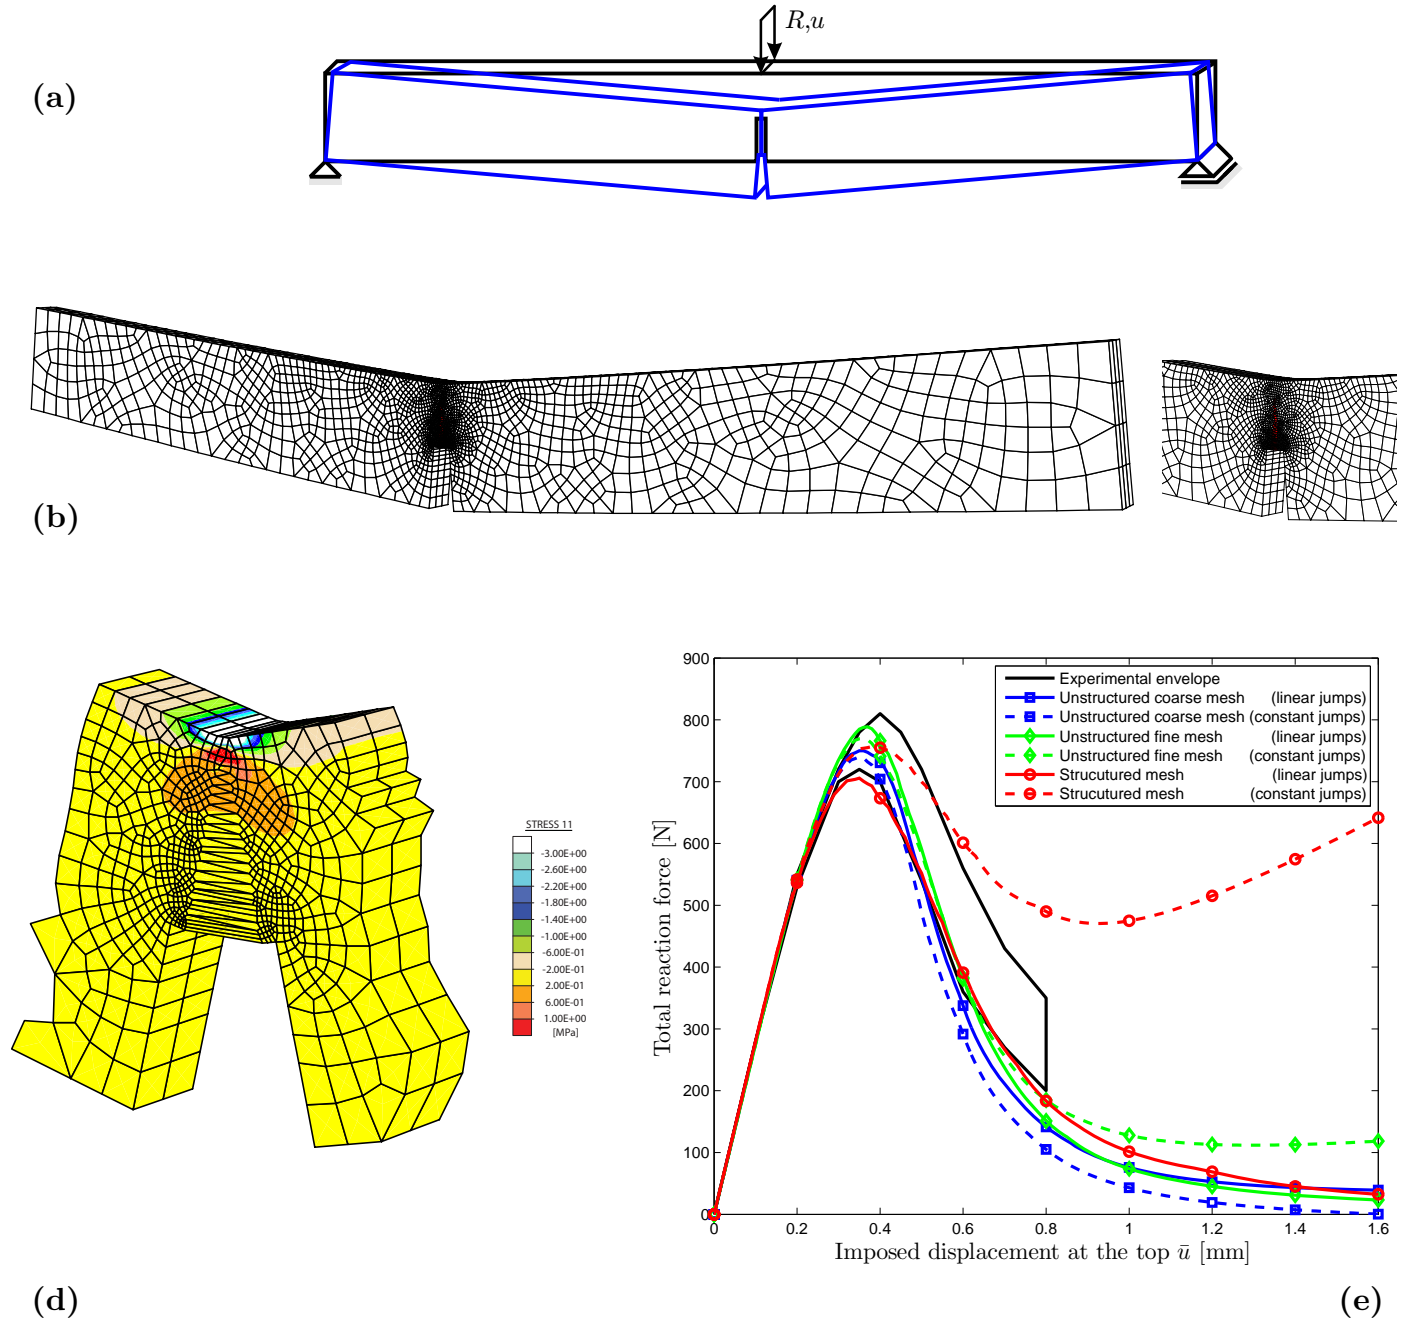 R,u
(a)
(b)
STRESS 11
-3.00E+00
-2.60E+00
-2.20E+00
-1.80E+00
-1.40E+00
-1.00E+00
-6.00E-01
-2.00E-01
2.00E-01
6.00E-01
1.00E+00
[MPa]
(d)
Total reaction force [N]
900
800
700
600
500
400
300
200
100
0
0 0.2 0.4 0.6 0.8 1 1.2 1.4 1.6
Imposed displacement at the top ū [mm]
Experimental envelope
Unstructured coarse mesh (linear jumps)
Unstructured coarse mesh (constant jumps)
Unstructured fine mesh (linear jumps)
Unstructured fine mesh (constant jumps)
Strucutured mesh (linear jumps)
Strucutured mesh (constant jumps)
(e)